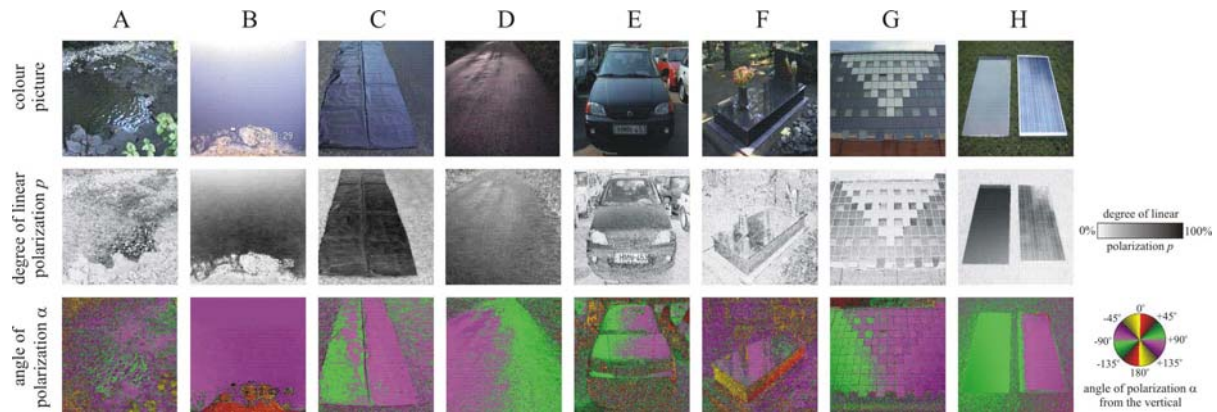 A B C D E F G H
colour
picture
degree of linear
polarization p
degree of linear
0% 100%
polarization p
angle of
polarization α
0°
-45° +45°
-90° +90°
-135° +135°
180°
angle of polarization α
from the vertical